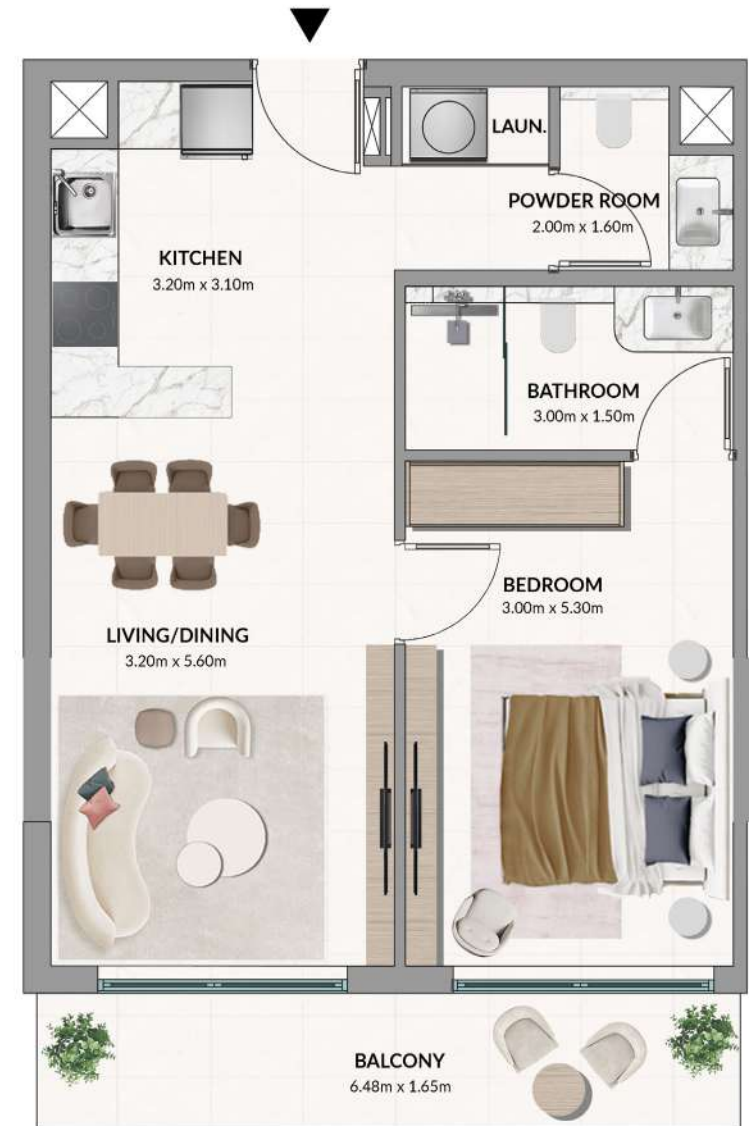 LAUN.
POWDER ROOM
2.00m x 1.60m
KITCHEN
3.20m x 3.10m
BATHROOM
3.00m x 1.50m
BEDROOM
3.00m x 5.30m
LIVING/DINING
3.20m x 5.60m
BALCONY
6.48m x 1.65m